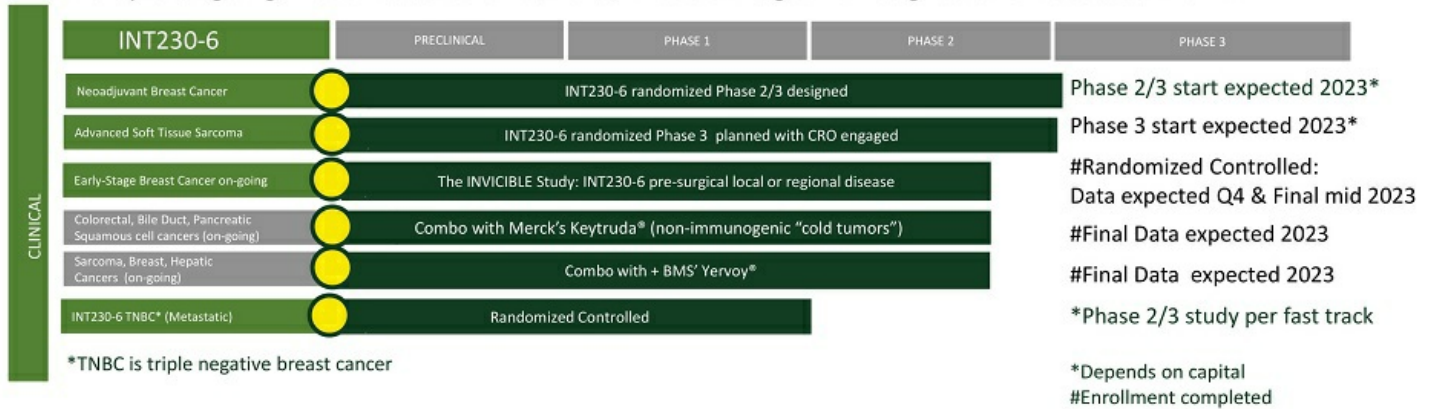 INT230-6
PRECLINICAL
PHASE 1
PHASE 2
PHASE 3
CLINICAL
Neoadjuvant Breast Cancer
INT230-6 randomized Phase 2/3 designed
Phase 2/3 start expected 2023*
Advanced Soft Tissue Sarcoma
INT230-6 randomized Phase 3 planned with CRO engaged
Phase 3 start expected 2023*
Early-Stage Breast Cancer on-going
The INVICIBLE Study: INT230-6 pre-surgical local or regional disease
#Randomized Controlled:
Data expected Q4 & Final mid 2023
Colorectal, Bile Duct, Pancreatic
Squamous cell cancers (on-going)
Combo with Merck's Keytruda® (non-immunogenic “cold tumors”)
#Final Data expected 2023
Sarcoma, Breast, Hepatic
Cancers (on-going)
Combo with + BMS’ Yervoy®
#Final Data expected 2023
INT230-6 TNBC* (Metastatic)
Randomized Controlled
*Phase 2/3 study per fast track
*TNBC is triple negative breast cancer
*Depends on capital
#Enrollment completed